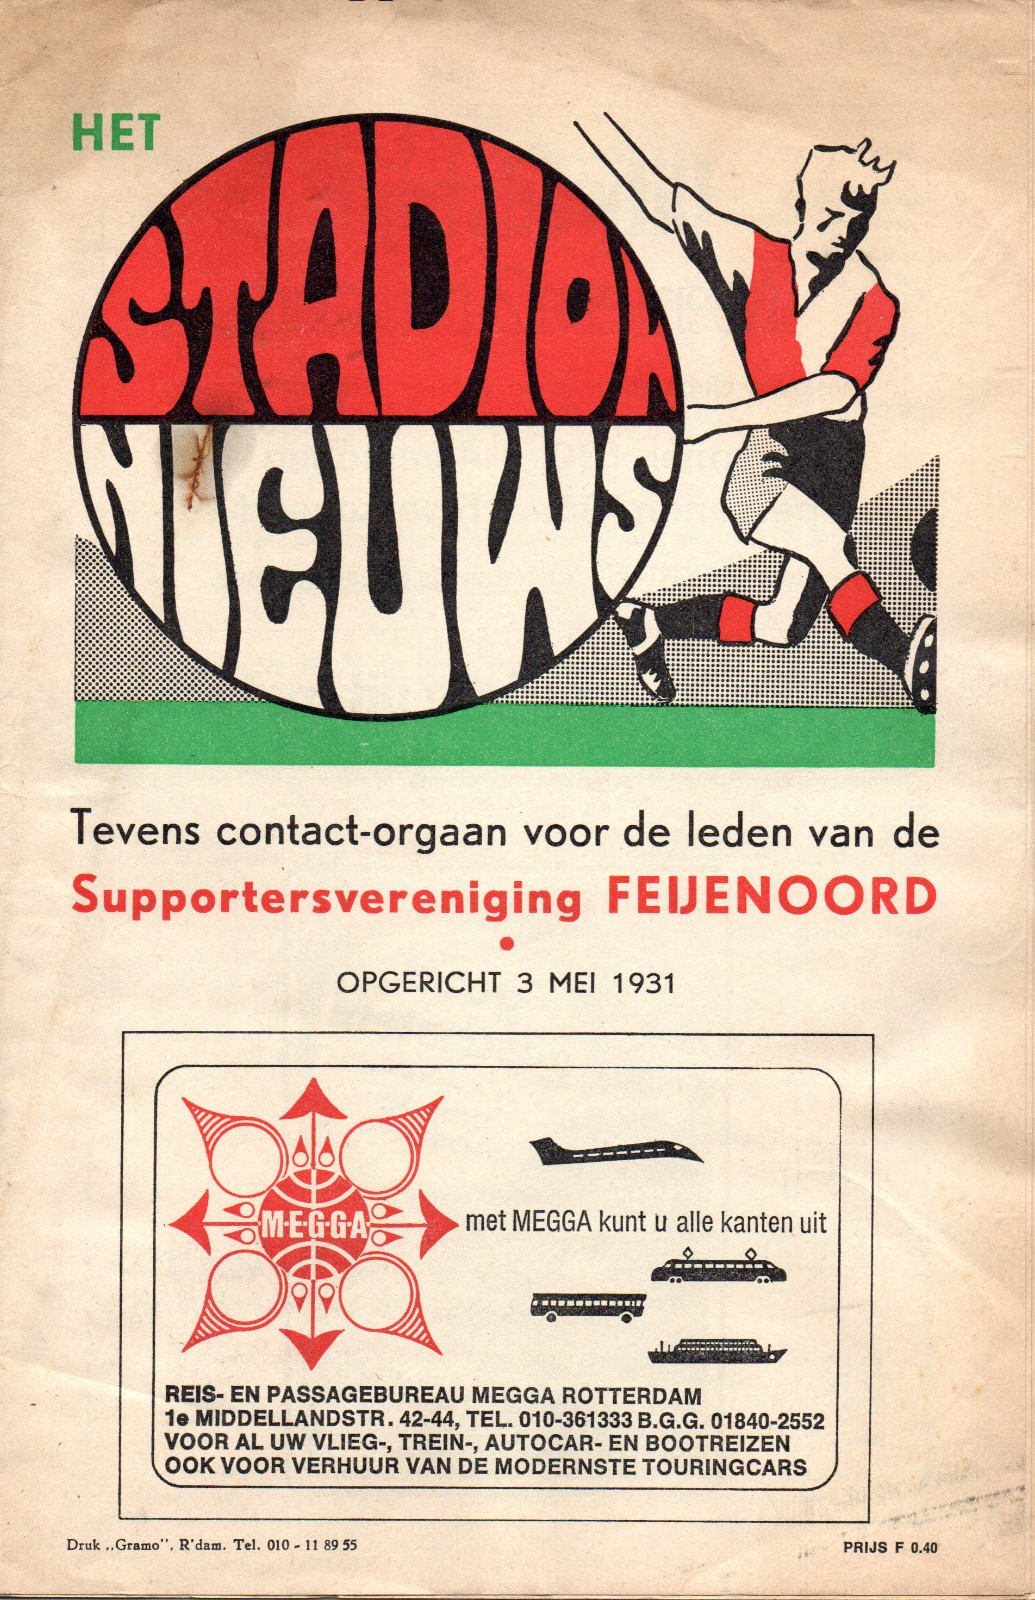 HET
STADION
NIEUWS
Tevens contact-orgaan voor de leden van de
Supportersvereniging FEIJENOORD
OPGERICHT 3 MEI 1931
M·E·G·G·A
met MEGGA kunt u alle kanten uit
REIS- EN PASSAGEBUREAU MEGGA ROTTERDAM
1e MIDDELLANDSTR. 42-44, TEL. 010-361333 B.G.G. 01840-2552
VOOR AL UW VLIEG-, TREIN-, AUTOCAR- EN BOOTREIZEN
OOK VOOR VERHUUR VAN DE MODERNSTE TOURINGCARS
Druk „Gramo”, R'dam. Tel. 010 - 11 89 55
PRIJS F 0.40